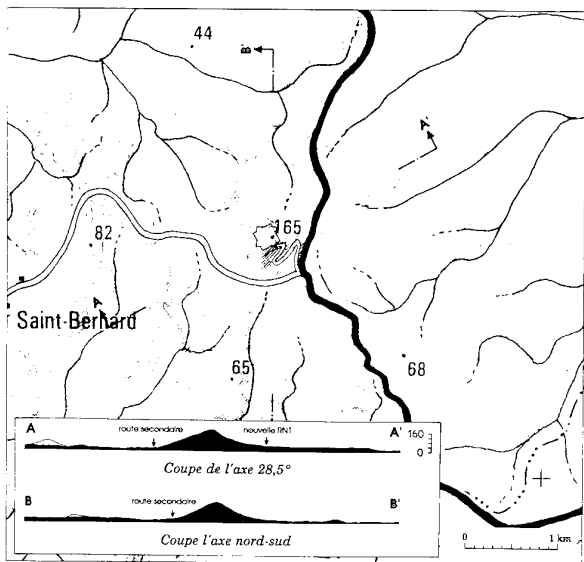 44
B'
A'
165
82
A
Saint-Bernard
65
68
A route secondaire nouvelle RN1 A' 160
0
Coupe de l'axe 28,5°
B route secondaire B'
Coupe l'axe nord-sud
0 1 km